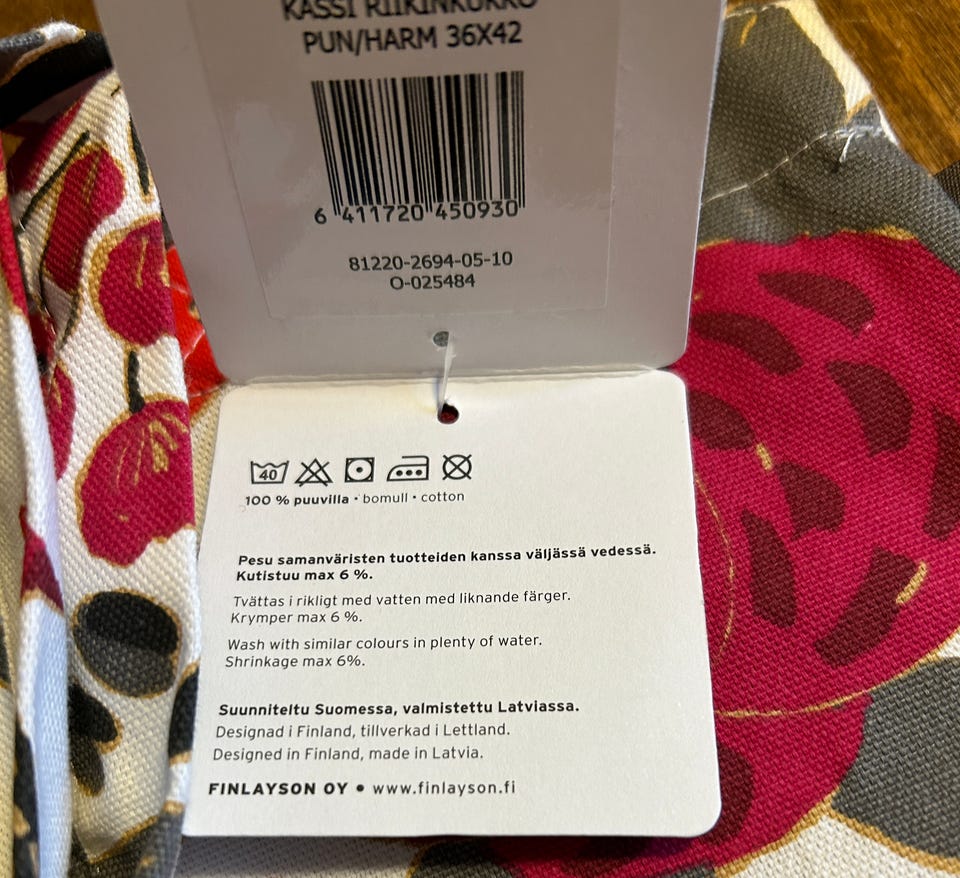 KASSI RIIKINKUKKO
PUN/HARM 36X42
6 411720 450930
81220-2694-05-10
O-025484
40
100 % puuvilla • bomull • cotton
Pesu samanväristen tuotteiden kanssa väljässä vedessä.
Kutistuu max 6 %.
Tvättas i rikligt med vatten med liknande färger.
Krymper max 6 %.
Wash with similar colours in plenty of water.
Shrinkage max 6%.
Suunniteltu Suomessa, valmistettu Latviassa.
Designad i Finland, tillverkad i Lettland.
Designed in Finland, made in Latvia.
FINLAYSON OY • www.finlayson.fi